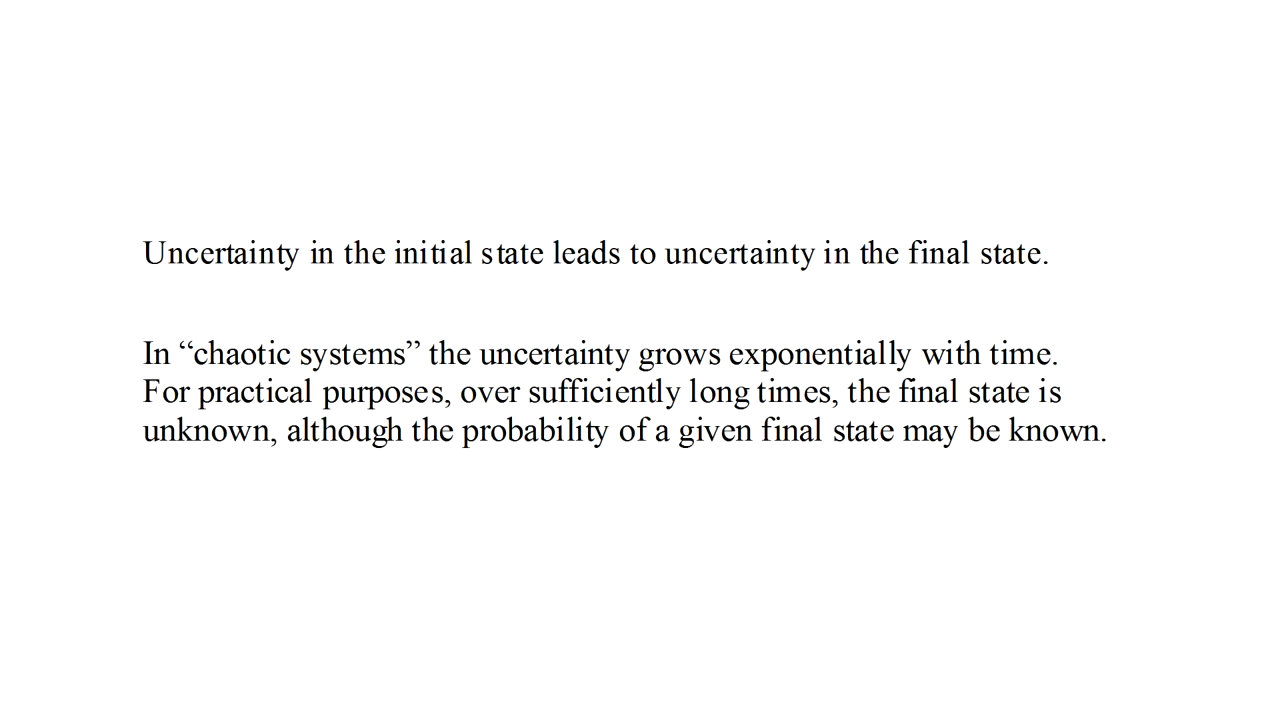 Uncertainty in the initial state leads to uncertainty in the final state.
In “chaotic systems” the uncertainty grows exponentially with time.
For practical purposes, over sufficiently long times, the final state is
unknown, although the probability of a given final state may be known.